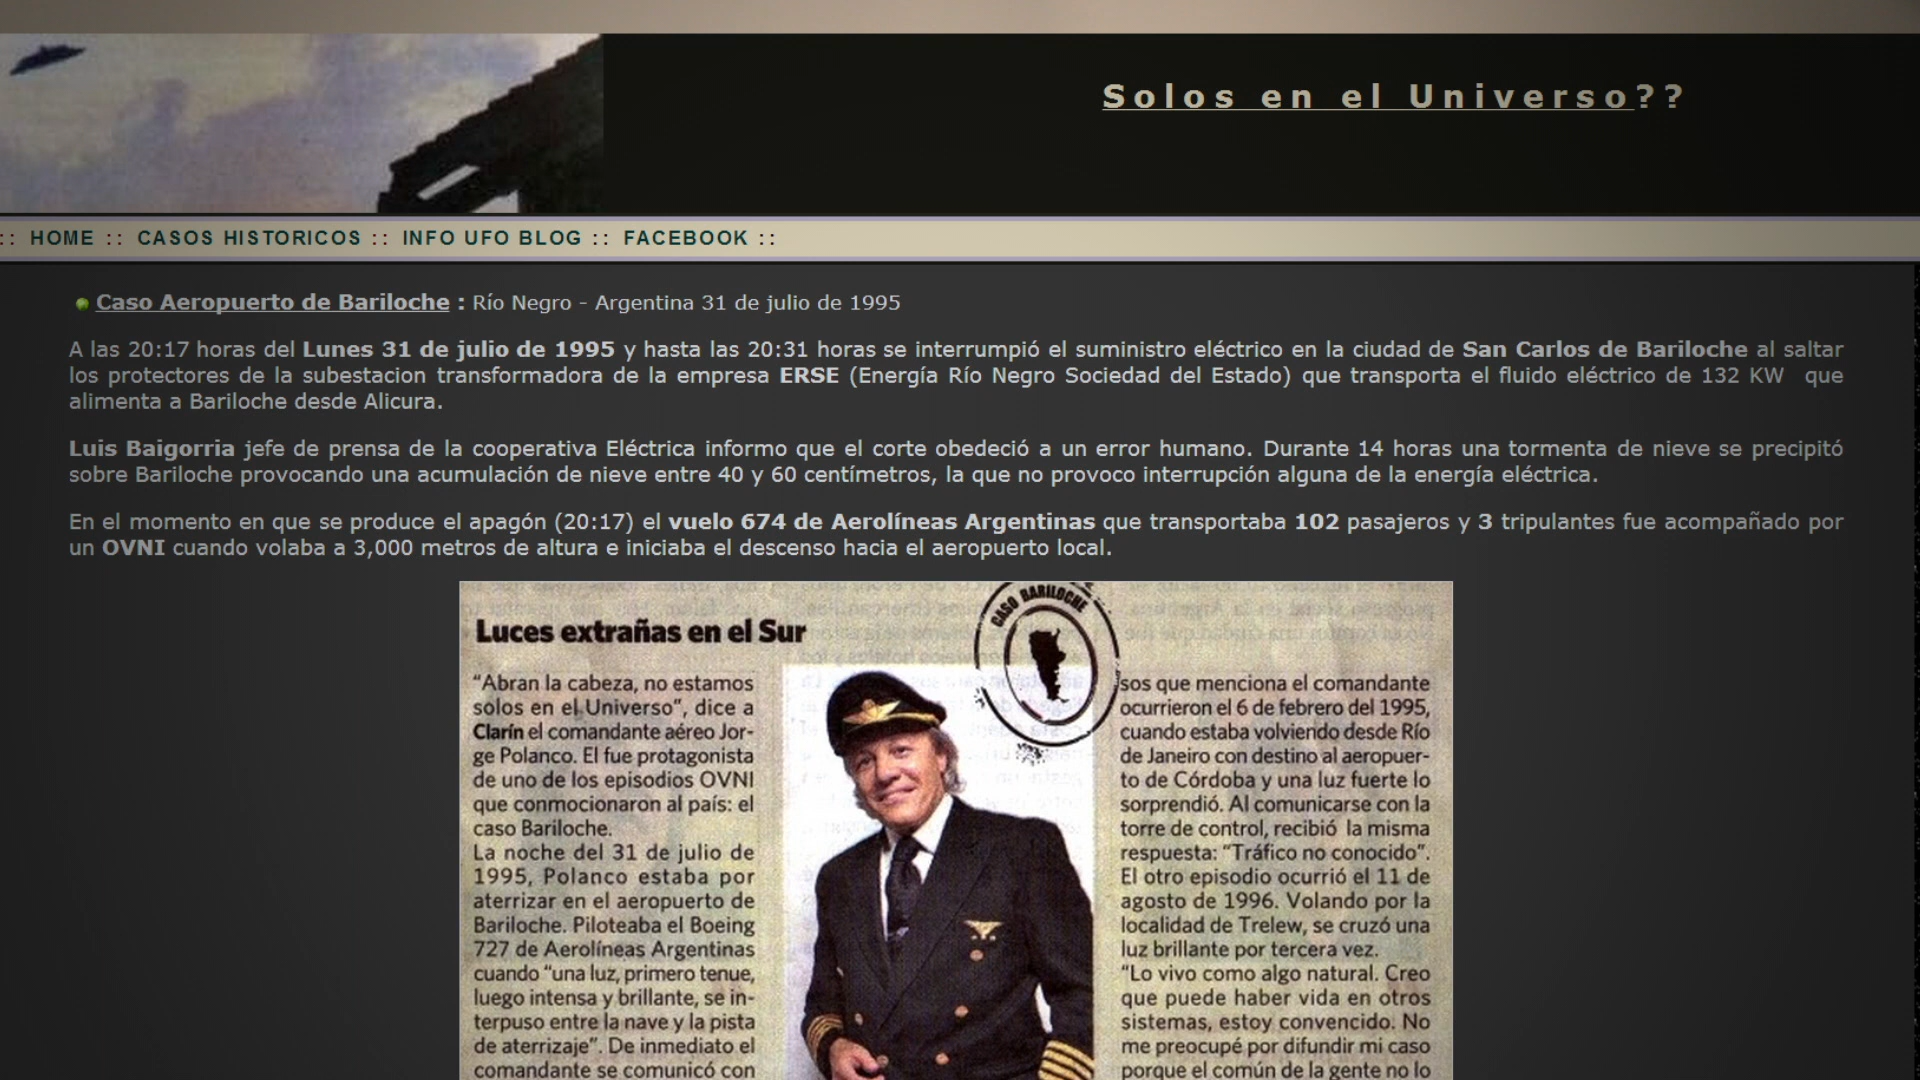 Solos en el Universo??
:: HOME :: CASOS HISTORICOS :: INFO UFO BLOG :: FACEBOOK ::
Caso Aeropuerto de Bariloche : Río Negro - Argentina 31 de julio de 1995
A las 20:17 horas del Lunes 31 de julio de 1995 y hasta las 20:31 horas se interrumpió el suministro eléctrico en la ciudad de San Carlos de Bariloche al saltar
los protectores de la subestacion transformadora de la empresa ERSE (Energía Río Negro Sociedad del Estado) que transporta el fluido eléctrico de 132 KW que
alimenta a Bariloche desde Alicura.
Luis Baigorria jefe de prensa de la cooperativa Eléctrica informo que el corte obedeció a un error humano. Durante 14 horas una tormenta de nieve se precipitó
sobre Bariloche provocando una acumulación de nieve entre 40 y 60 centímetros, la que no provoco interrupción alguna de la energía eléctrica.
En el momento en que se produce el apagón (20:17) el vuelo 674 de Aerolíneas Argentinas que transportaba 102 pasajeros y 3 tripulantes fue acompañado por
un OVNI cuando volaba a 3,000 metros de altura e iniciaba el descenso hacia el aeropuerto local.
CASO BARILOCHE
Luces extrañas en el Sur
“Abran la cabeza, no estamos
solos en el Universo”, dice a
Clarín el comandante aéreo Jor-
ge Polanco. El fue protagonista
de uno de los episodios OVNI
que conmocionaron al país: el
caso Bariloche.
La noche del 31 de julio de
1995, Polanco estaba por
aterrizar en el aeropuerto de
Bariloche. Piloteaba el Boeing
727 de Aerolíneas Argentinas
cuando “una luz, primero tenue,
luego intensa y brillante, se in-
terpuso entre la nave y la pista
de aterrizaje”. De inmediato el
comandante se comunicó con
sos que menciona el comandante
ocurrieron el 6 de febrero del 1995,
cuando estaba volviendo desde Río
de Janeiro con destino al aeropuer-
to de Córdoba y una luz fuerte lo
sorprendió. Al comunicarse con la
torre de control, recibió la misma
respuesta: “Tráfico no conocido”.
El otro episodio ocurrió el 11 de
agosto de 1996. Volando por la
localidad de Trelew, se cruzó una
luz brillante por tercera vez.
“Lo vivo como algo natural. Creo
que puede haber vida en otros
sistemas, estoy convencido. No
me preocupé por difundir mi caso
porque el común de la gente no lo